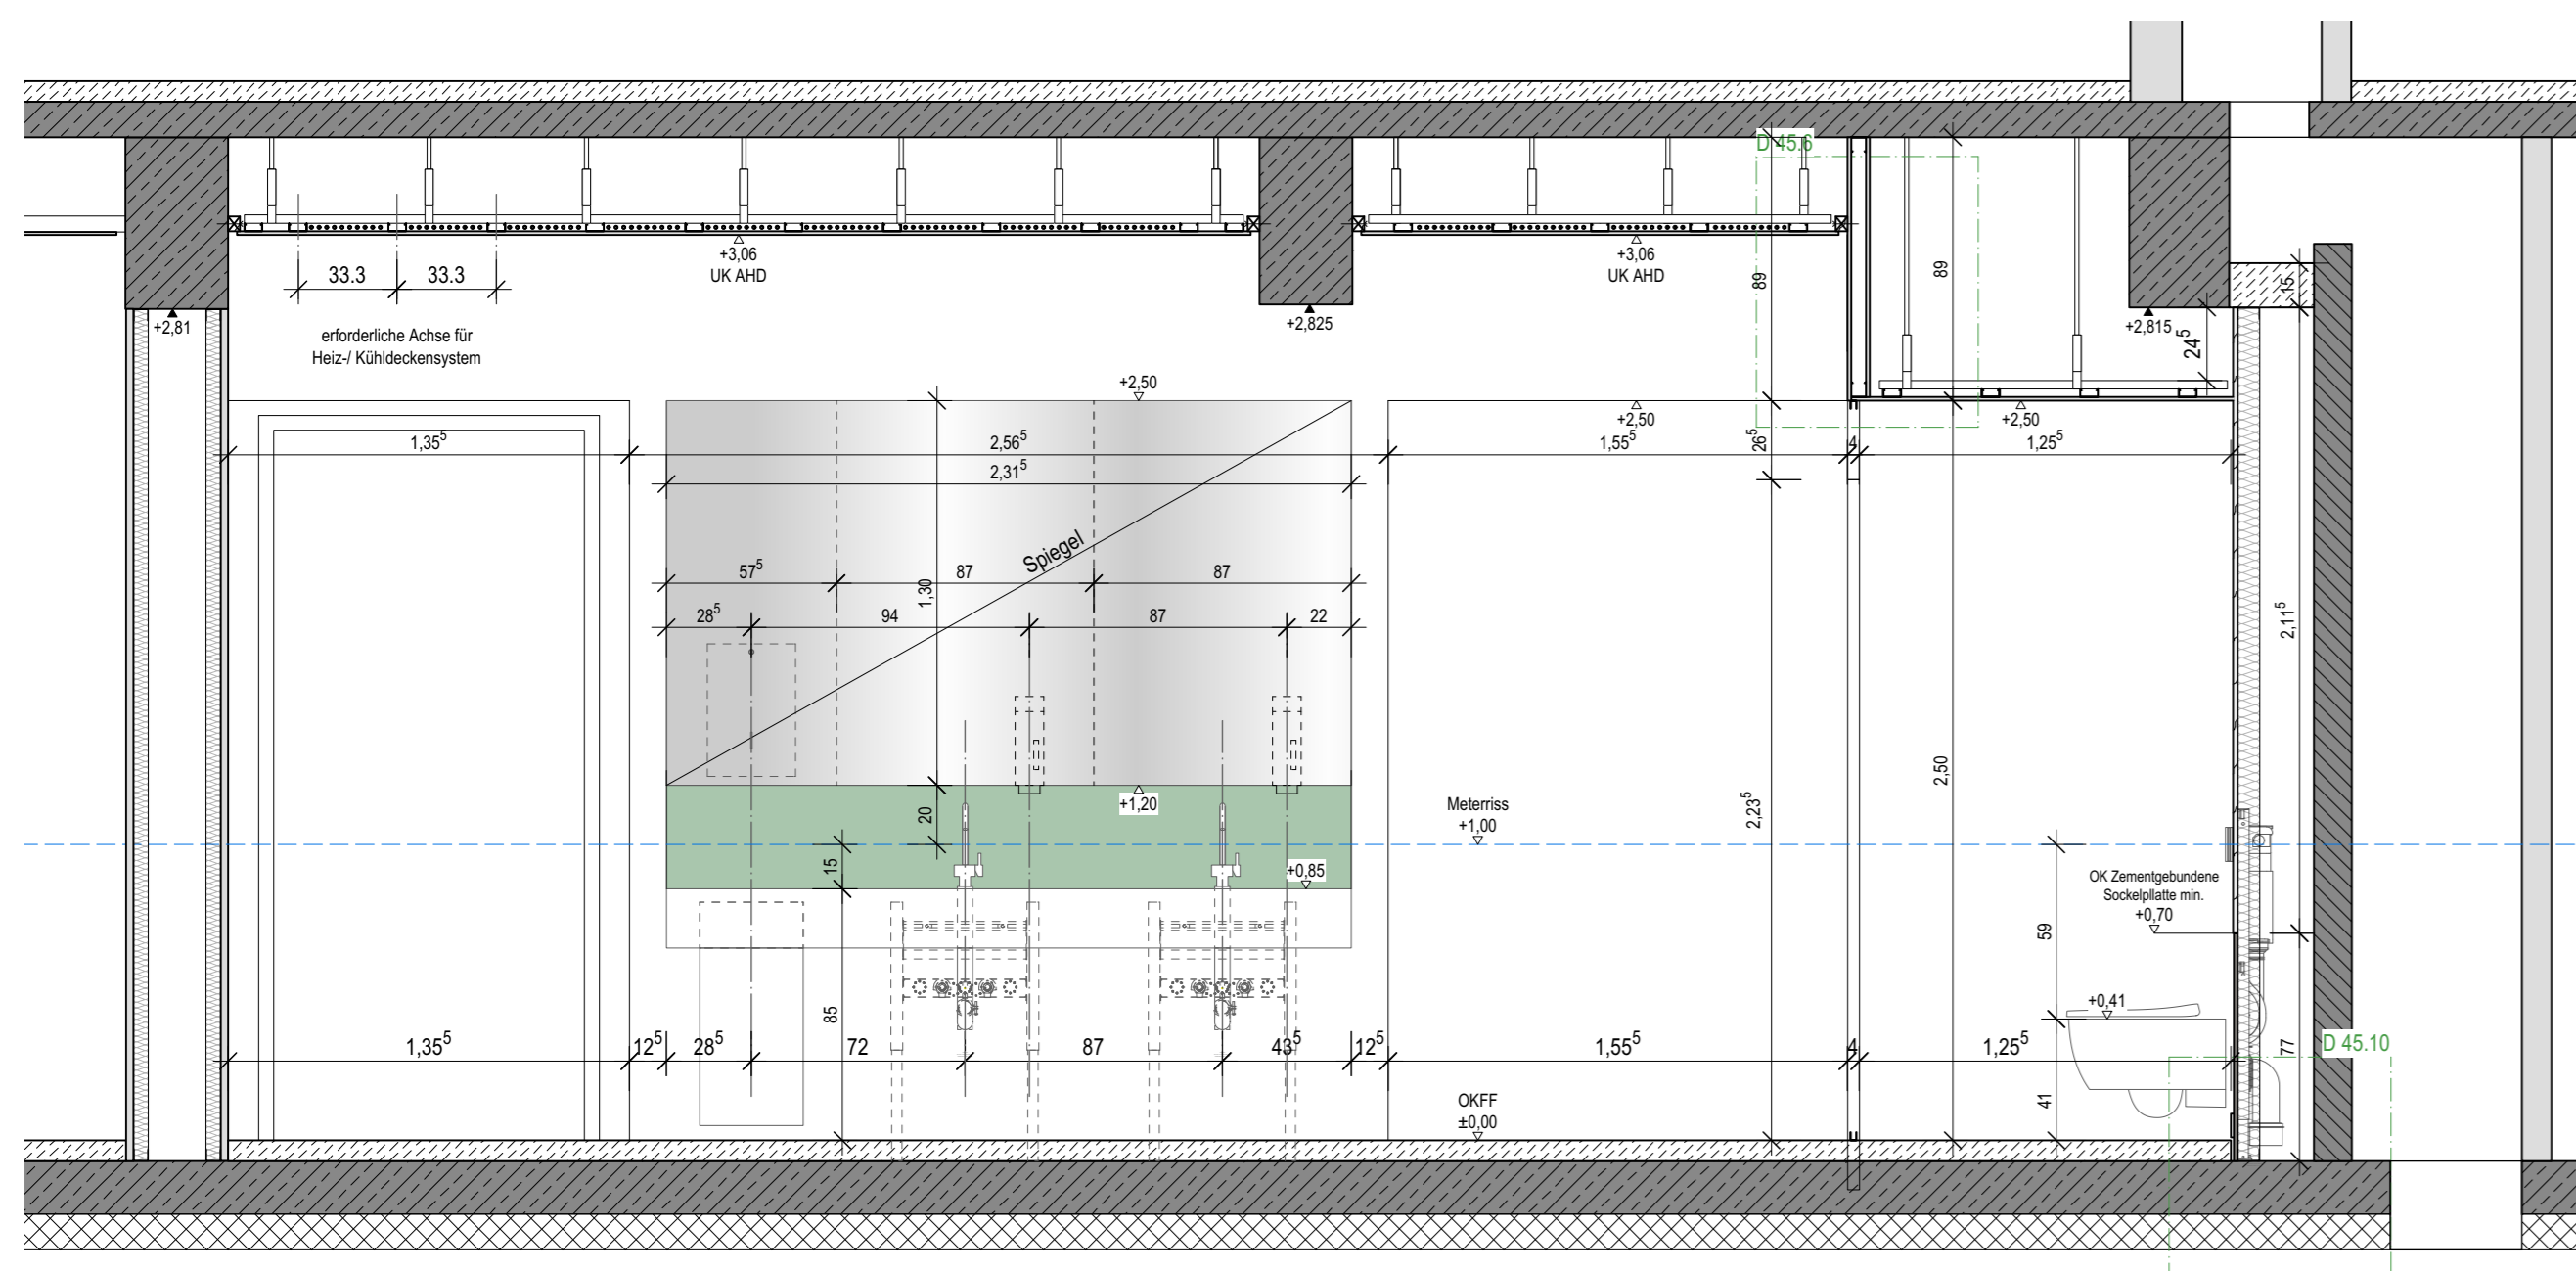 D 45.6
+3,06
UK AHD
+3,06
UK AHD
33.3 33.3
89
89
15
+2,81
+2,825
+2,815
24⁵
erforderliche Achse für
Heiz-/ Kühldeckensystem
+2,50
+2,50
+2,50
1,35⁵ 2,56⁵ 1,55⁵ 4 1,25⁵
26⁵
2,31⁵
Spiegel
57⁵ 87 87
1,30
28⁵ 94 87 22
2,11⁵
2,50
2,23⁵
+1,20
20
Meterriss
+1,00
15
+0,85
OK Zementgebundene
Sockelpllatte min.
+0,70
59
+0,41
85
77
D 45.10
1,35⁵ 12⁵ 28⁵ 72 87 43⁵ 12⁵ 1,55⁵ 4 1,25⁵
41
OKFF
±0,00